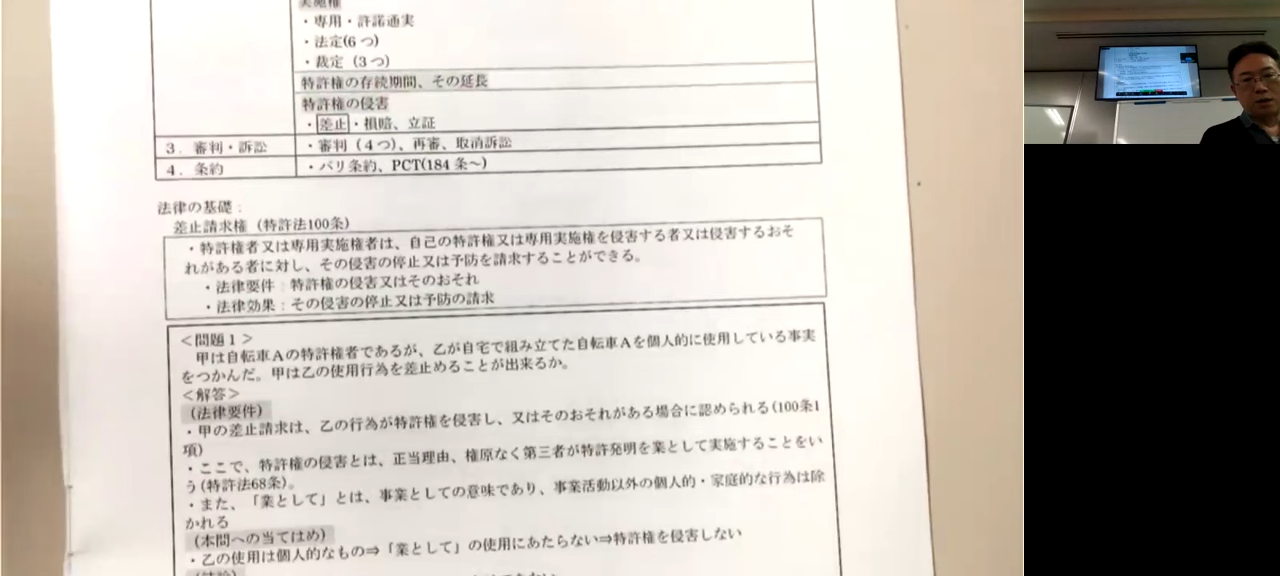 実施権
・専用・許諾通実
・法定(6つ)
・裁定（3つ）
特許権の存続期間、その延長
特許権の侵害
・差止・損賠、立証
3．審判・訴訟
・審判（4つ）、再審、取消訴訟
4．条約
・パリ条約、PCT(184条～)
法律の基礎：
差止請求権（特許法100条）
・特許権者又は専用実施権者は、自己の特許権又は専用実施権を侵害する者又は侵害するおそ
れがある者に対し、その侵害の停止又は予防を請求することができる。
・法律要件：特許権の侵害又はそのおそれ
・法律効果：その侵害の停止又は予防の請求
＜問題1＞
甲は自転車Aの特許権者であるが、乙が自宅で組み立てた自転車Aを個人的に使用している事実
をつかんだ。甲は乙の使用行為を差止めることが出来るか。
＜解答＞
（法律要件）
・甲の差止請求は、乙の行為が特許権を侵害し、又はそのおそれがある場合に認められる(100条1
項)
・ここで、特許権の侵害とは、正当理由、権原なく第三者が特許発明を業として実施することをい
う(特許法68条)。
・また、「業として」とは、事業としての意味であり、事業活動以外の個人的・家庭的な行為は除
かれる
（本問への当てはめ）
・乙の使用は個人的なもの⇒「業として」の使用にあたらない⇒特許権を侵害しない